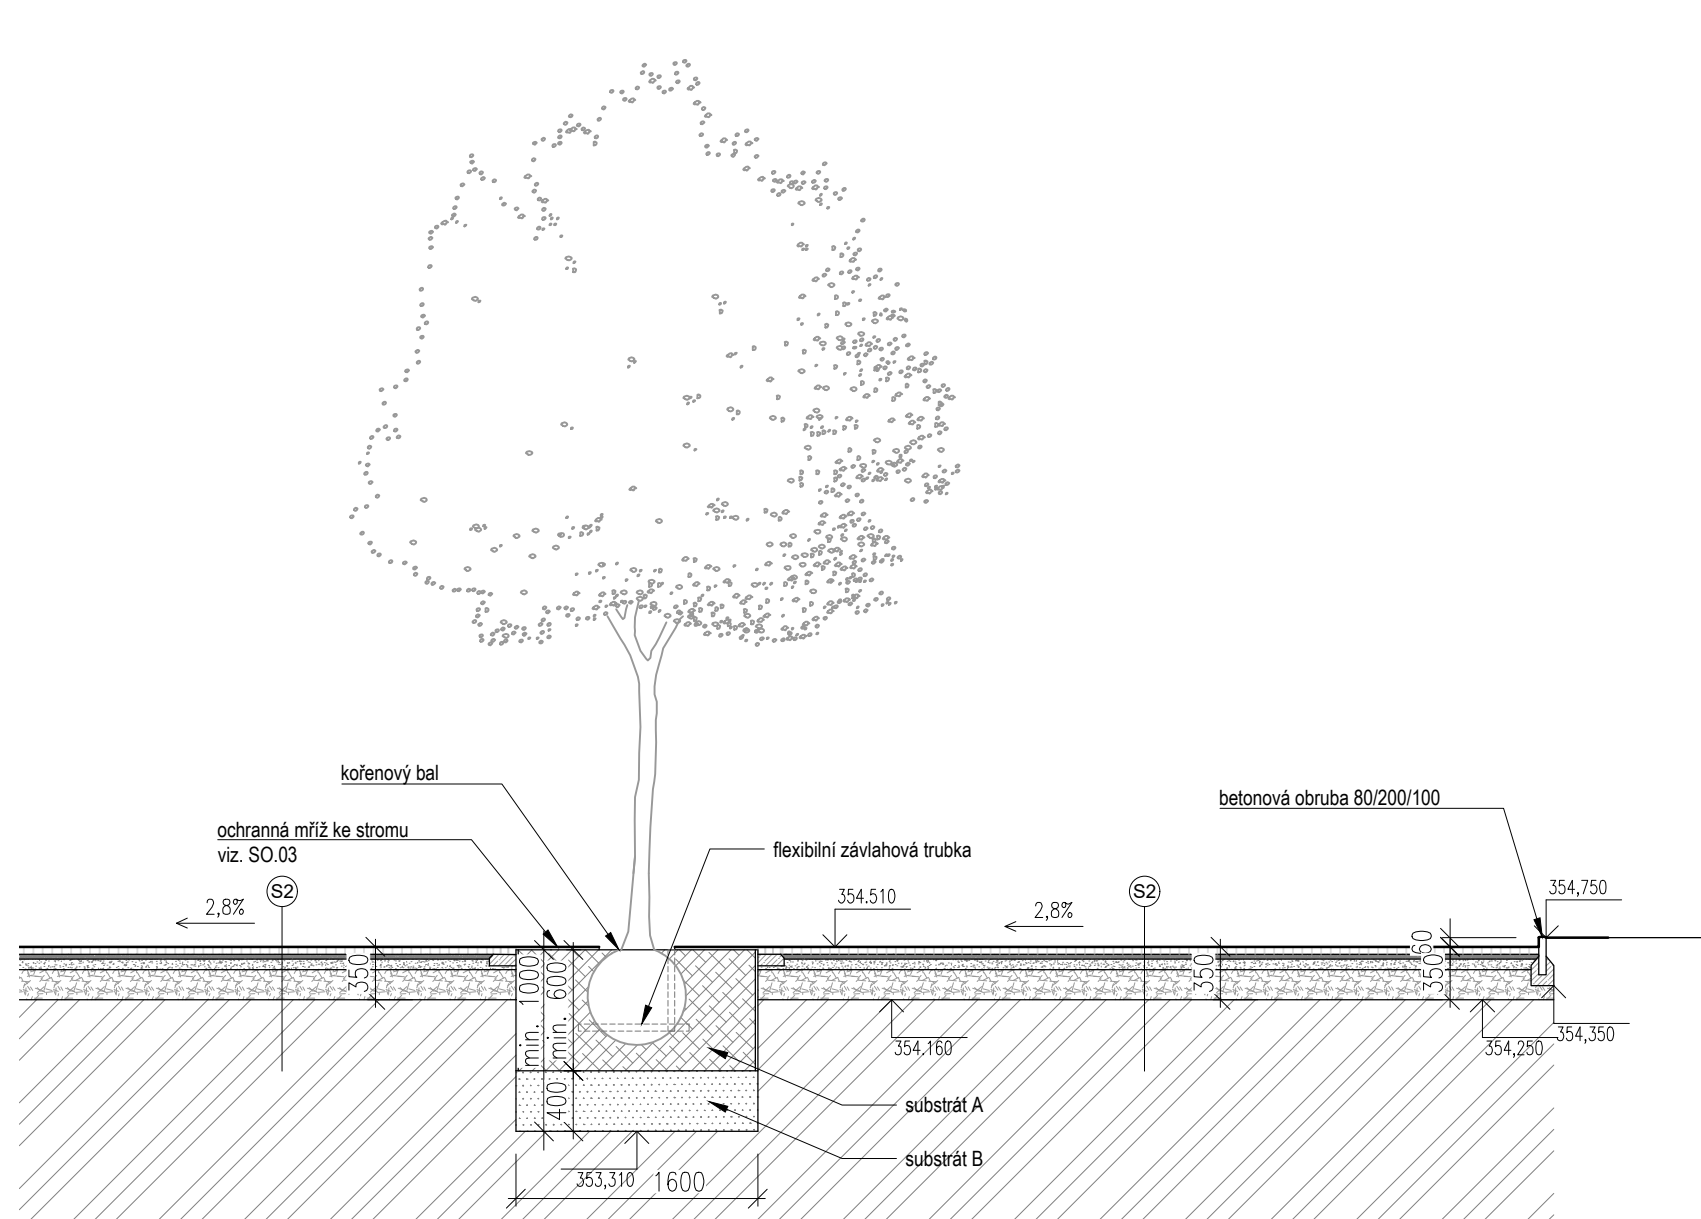 kořenový bal
betonová obruba 80/200/100
ochranná mříž ke stromu
viz. SO.03
flexibilní závlahová trubka
S2
S2
354.510
354,750
2,8%
2,8%
60
350
350
350
min. 1000
min. 600
400
354.160
354,250
354,350
substrát A
substrát B
353,310
1600